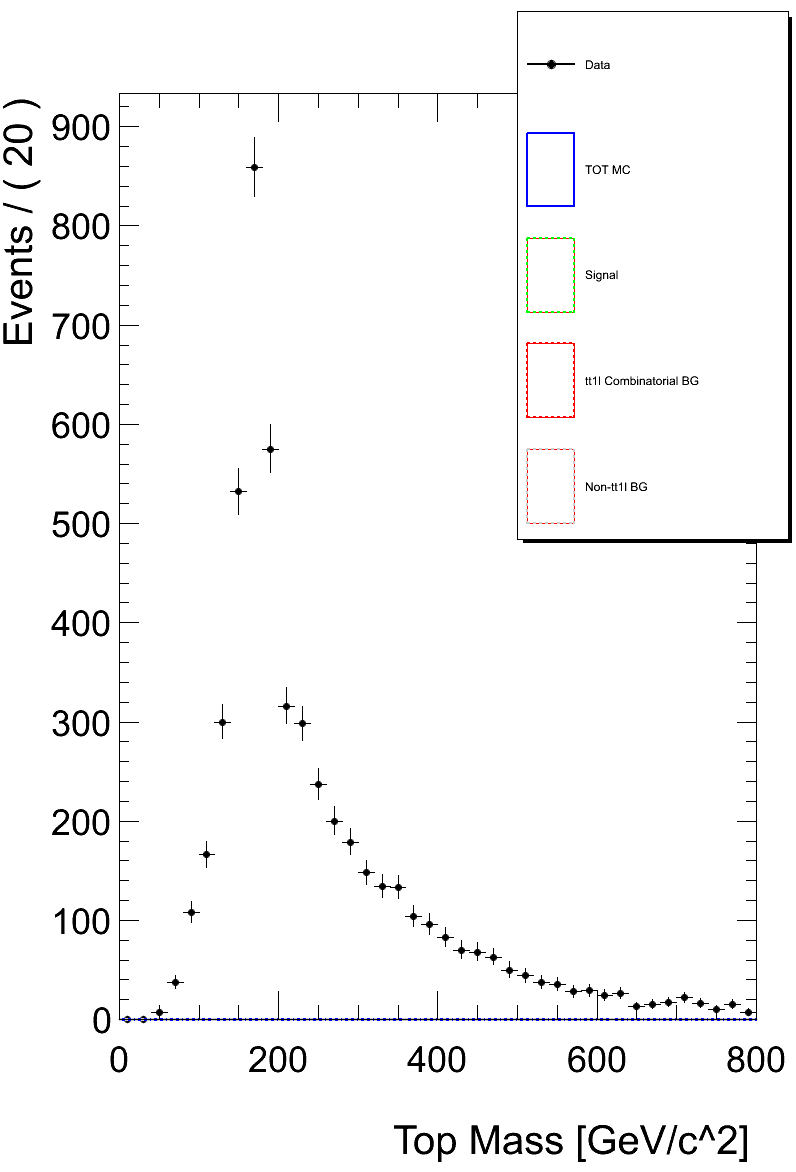 Data
TOT MC
Signal
tt1l Combinatorial BG
Non-tt1l BG
Events / ( 20 )
900
800
700
600
500
400
300
200
100
0
0 200 400 600 800
Top Mass [GeV/c^2]